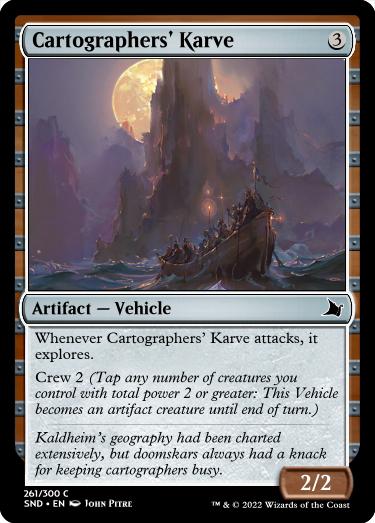 Cartographers' Karve 3
Artifact — Vehicle
Whenever Cartographers' Karve attacks, it
explores.
Crew 2 (Tap any number of creatures you
control with total power 2 or greater: This Vehicle
becomes an artifact creature until end of turn.)
Kaldheim's geography had been charted
extensively, but doomskars always had a knack
for keeping cartographers busy.
2/2
261/300 C
SND • EN John Pitre
™ & © 2022 Wizards of the Coast